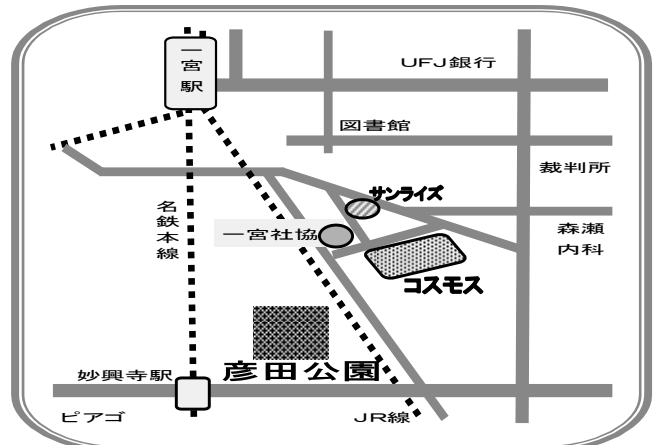 一宮駅
UFJ銀行
図書館
裁判所
サンライズ
名鉄本線
一宮社協
森瀬
内科
コスモス
妙興寺駅
彦田公園
ピアゴ
JR線